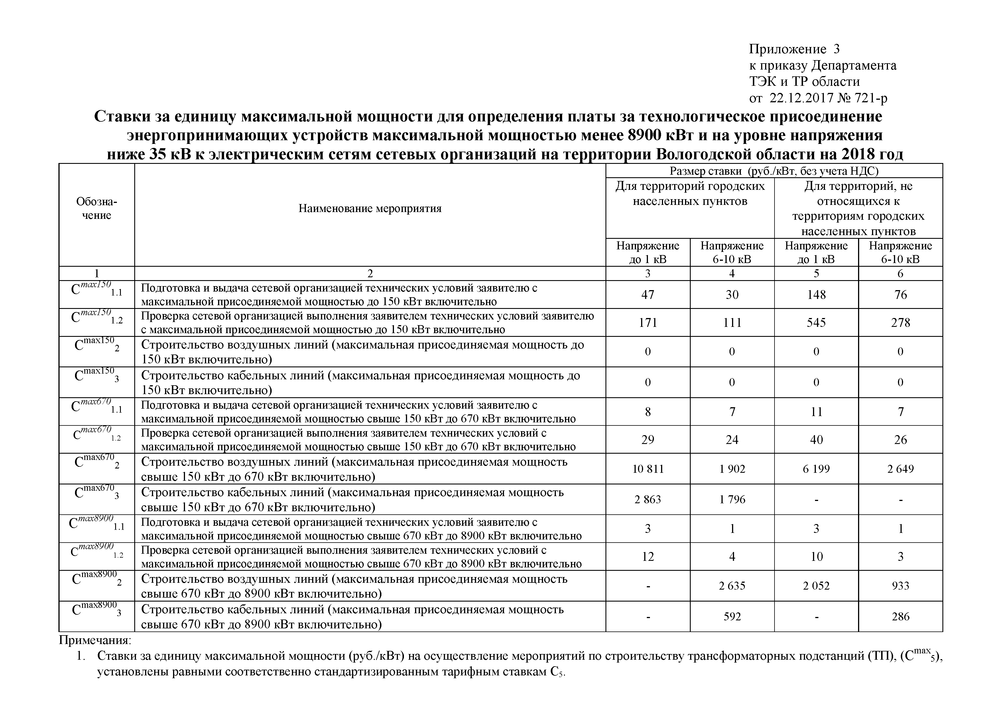 Приложение 3
к приказу Департамента
ТЭК и ТР области
от 22.12.2017 № 721-р
Ставки за единицу максимальной мощности для определения платы за технологическое присоединение
энергопринимающих устройств максимальной мощностью менее 8900 кВт и на уровне напряжения
ниже 35 кВ к электрическим сетям сетевых организаций на территории Вологодской области на 2018 год
Обозна-
чение
Наименование мероприятия
Размер ставки (руб./кВт, без учета НДС)
Для территорий городских
населенных пунктов
Для территорий, не
относящихся к
территориям городских
населенных пунктов
Напряжение
до 1 кВ
Напряжение
6-10 кВ
Напряжение
до 1 кВ
Напряжение
6-10 кВ
1 2 3 4 5 6
С max150 1.1
Подготовка и выдача сетевой организацией технических условий заявителю с
максимальной присоединяемой мощностью до 150 кВт включительно
47 30 148 76
С max150 1.2
Проверка сетевой организацией выполнения заявителем технических условий заявителю
с максимальной присоединяемой мощностью до 150 кВт включительно
171 111 545 278
С max150 2
Строительство воздушных линий (максимальная присоединяемая мощность до
150 кВт включительно)
0 0 0 0
С max150 3
Строительство кабельных линий (максимальная присоединяемая мощность до
150 кВт включительно)
0 0 0 0
С max670 1.1
Подготовка и выдача сетевой организацией технических условий заявителю с
максимальной присоединяемой мощностью свыше 150 кВт до 670 кВт включительно
8 7 11 7
С max670 1.2
Проверка сетевой организацией выполнения заявителем технических условий с
максимальной присоединяемой мощностью свыше 150 кВт до 670 кВт включительно
29 24 40 26
С max670 2
Строительство воздушных линий (максимальная присоединяемая мощность
свыше 150 кВт до 670 кВт включительно)
10 811 1 902 6 199 2 649
С max670 3
Строительство кабельных линий (максимальная присоединяемая мощность
свыше 150 кВт до 670 кВт включительно)
2 863 1 796 - -
С max8900 1.1
Подготовка и выдача сетевой организацией технических условий заявителю с
максимальной присоединяемой мощностью свыше 670 кВт до 8900 кВт включительно
3 1 3 1
С max8900 1.2
Проверка сетевой организацией выполнения заявителем технических условий с
максимальной присоединяемой мощностью свыше 670 кВт до 8900 кВт включительно
12 4 10 3
С max8900 2
Строительство воздушных линий (максимальная присоединяемая мощность
свыше 670 кВт до 8900 кВт включительно)
- 2 635 2 052 933
С max8900 3
Строительство кабельных линий (максимальная присоединяемая мощность
свыше 670 кВт до 8900 кВт включительно)
- 592 - 286
Примечания:
1. Ставки за единицу максимальной мощности (руб./кВт) на осуществление мероприятий по строительству трансформаторных подстанций (ТП), (С max 5),
установлены равными соответственно стандартизированным тарифным ставкам С5.